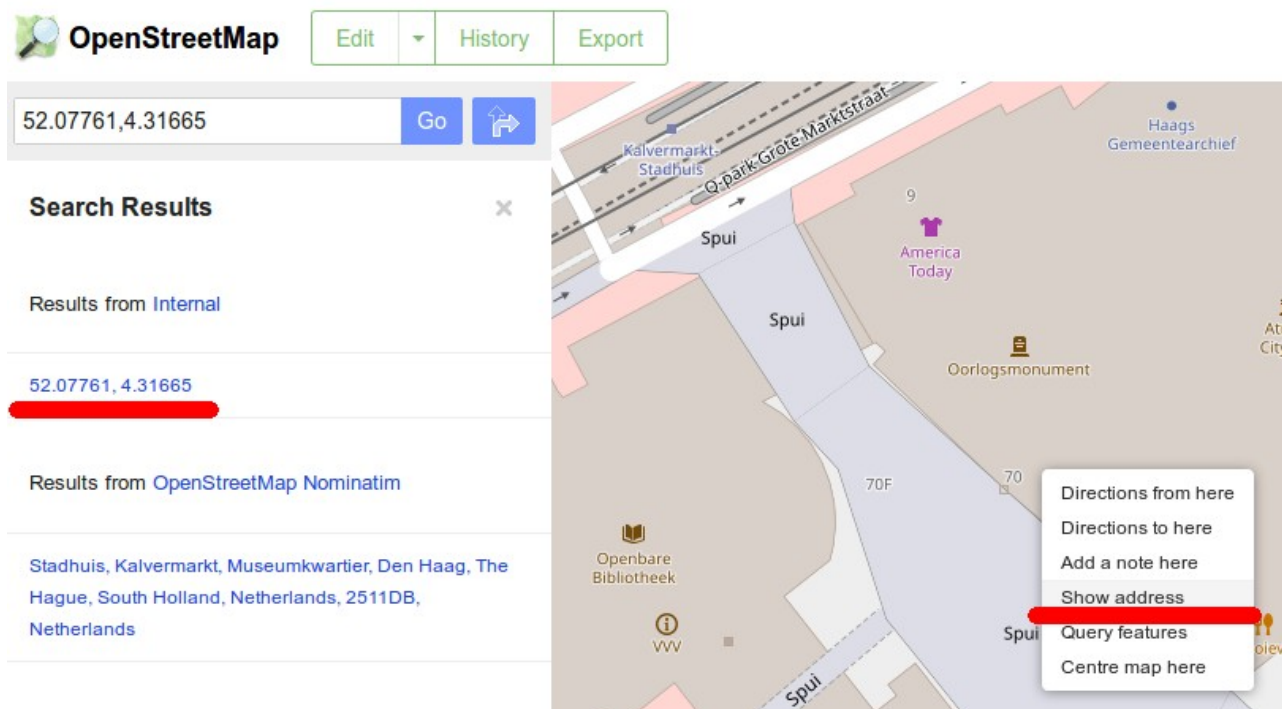 OpenStreetMap
Edit
History
Export
52.07761,4.31665
Go
Search Results
×
Results from Internal
52.07761, 4.31665
Results from OpenStreetMap Nominatim
Stadhuis, Kalvermarkt, Museumkwartier, Den Haag, The
Hague, South Holland, Netherlands, 2511DB,
Netherlands
Kalvermarkt-
Stadhuis
Q-park Grote Marktstraat
Haags
Gemeentearchief
9
America
Today
Spui
Spui
Oorlogsmonument
70F
70
Openbare
Bibliotheek
VVV
Spui
Spui
Directions from here
Directions to here
Add a note here
Show address
Query features
Centre map here